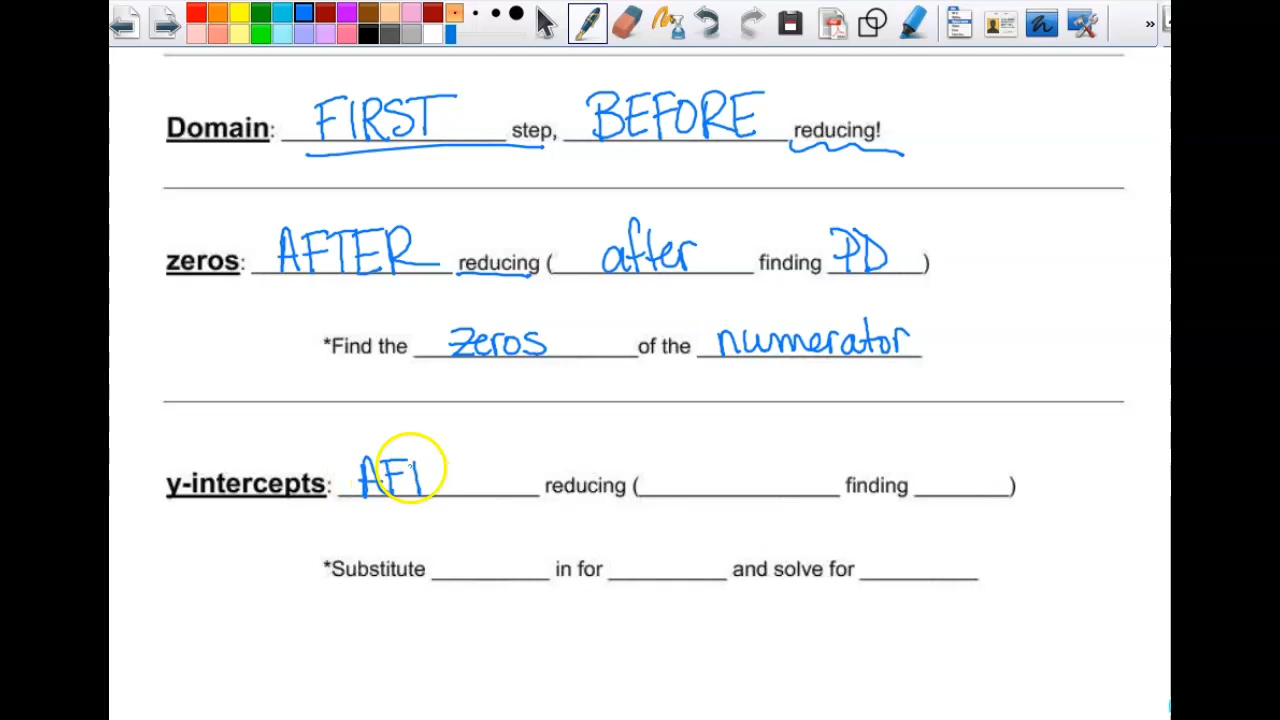 Domain: FIRST step, BEFORE reducing!
zeros: AFTER reducing (after finding PD)
*Find the zeros of the numerator
y-intercepts: AF reducing ( finding )
*Substitute in for and solve for